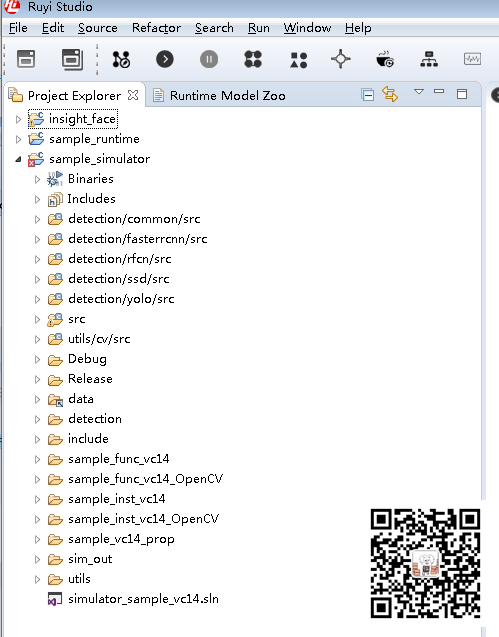 Ruyi Studio
File Edit Source Refactor Search Run Window Help
Project Explorer Runtime Model Zoo
insight_face
sample_runtime
sample_simulator
Binaries
Includes
detection/common/src
detection/fasterrcnn/src
detection/rfcn/src
detection/ssd/src
detection/yolo/src
src
utils/cv/src
Debug
Release
data
detection
include
sample_func_vc14
sample_func_vc14_OpenCV
sample_inst_vc14
sample_inst_vc14_OpenCV
sample_vc14_prop
sim_out
utils
simulator_sample_vc14.sln